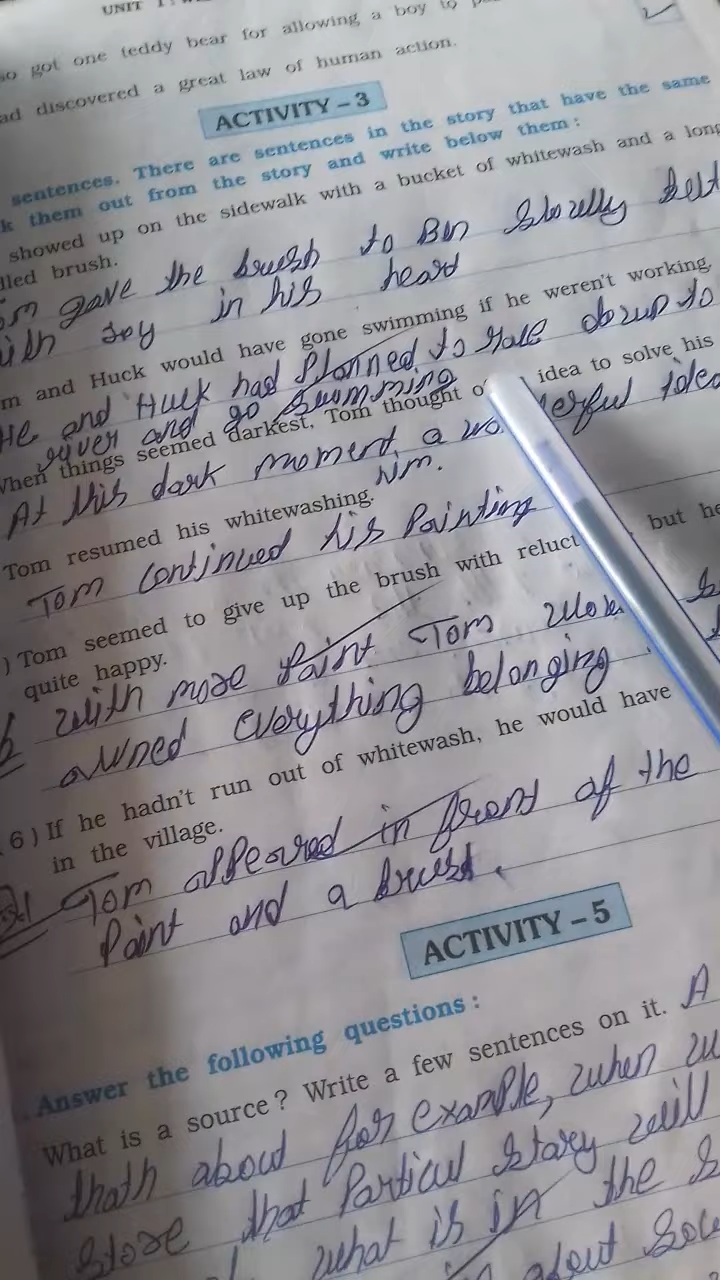 UNIT 1
so got one teddy bear for allowing a boy to
ad discovered a great law of human action.
ACTIVITY – 3
sentences. There are sentences in the story that have the same
k them out from the story and write below them :
showed up on the sidewalk with a bucket of whitewash and a long
lled brush.
gave the brush to Ben slowelly felt
with joy in his heard
m and Huck would have gone swimming if he weren't working.
He and Huck had planned to to
river and go swimming
When things seemed darkest, Tom thought o idea to solve his
At this dark moment a wo erful idea
him.
Tom resumed his whitewashing.
Tom continued his Painting
) Tom seemed to give up the brush with reluct but he
quite happy.
with more Paint Tom
owned everything belonging
6 ) If he hadn't run out of whitewash, he would have
in the village.
Tom appeared in front of the
Paint and a brush.
ACTIVITY – 5
Answer the following questions :
What is a source ? Write a few sentences on it. A
thath about for example, when w
store that Particul story will
what is in the s
about